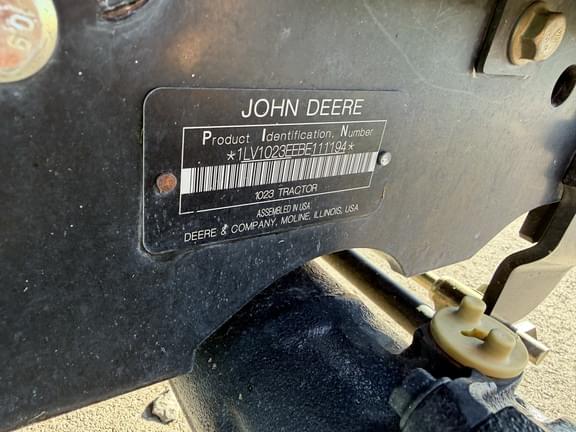 JOHN DEERE
Product Identification Number
*1LV1023EEBE111194*
1023 TRACTOR
ASSEMBLED IN USA
DEERE & COMPANY, MOLINE, ILLINOIS, USA